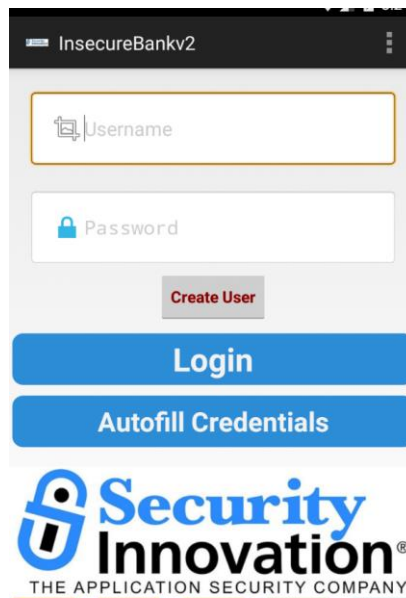 InsecureBankv2
Username
Password
Create User
Login
Autofill Credentials
Security
Innovation®
THE APPLICATION SECURITY COMPANY